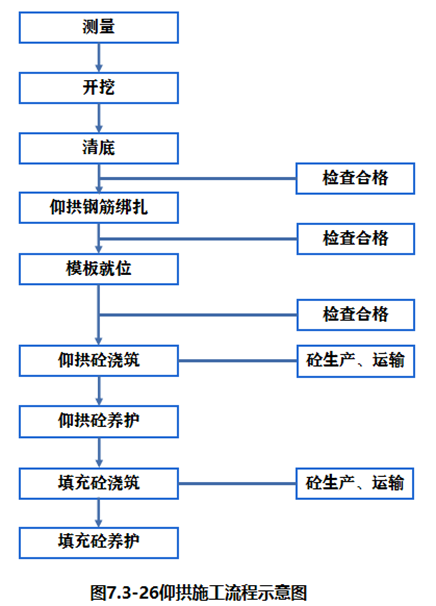 测量
开挖
清底
检查合格
仰拱钢筋绑扎
检查合格
模板就位
检查合格
仰拱砼浇筑
砼生产、运输
仰拱砼养护
填充砼浇筑
砼生产、运输
填充砼养护
图7.3-26仰拱施工流程示意图